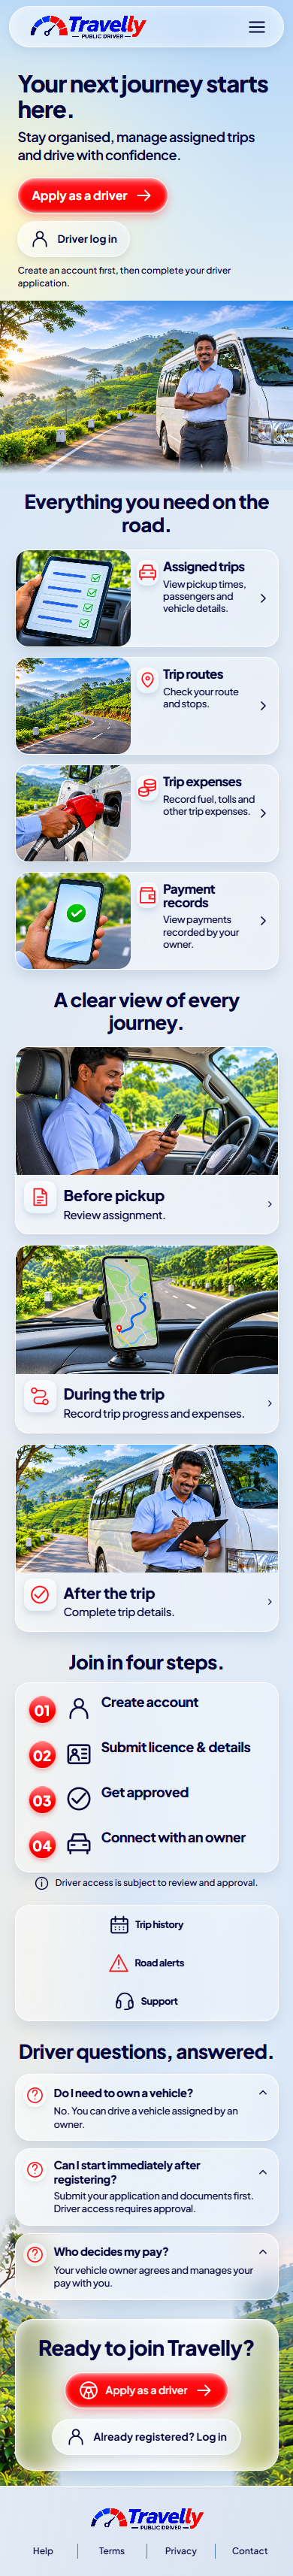 Travelly
PUBLIC DRIVER
Your next journey starts
here.
Stay organised, manage assigned trips
and drive with confidence.
Apply as a driver
Driver log in
Create an account first, then complete your driver
application.
Everything you need on the
road.
Assigned trips
View pickup times,
passengers and
vehicle details.
Trip routes
Check your route
and stops.
Trip expenses
Record fuel, tolls and
other trip expenses.
Payment
records
View payments
recorded by your
owner.
A clear view of every
journey.
Before pickup
Review assignment.
During the trip
Record trip progress and expenses.
After the trip
Complete trip details.
Join in four steps.
01 Create account
02 Submit licence & details
03 Get approved
04 Connect with an owner
Driver access is subject to review and approval.
Trip history
Road alerts
Support
Driver questions, answered.
Do I need to own a vehicle?
No. You can drive a vehicle assigned by an
owner.
Can I start immediately after
registering?
Submit your application and documents first.
Driver access requires approval.
Who decides my pay?
Your vehicle owner agrees and manages your
pay with you.
Ready to join Travelly?
Apply as a driver
Already registered? Log in
Travelly
PUBLIC DRIVER
Help Terms Privacy Contact